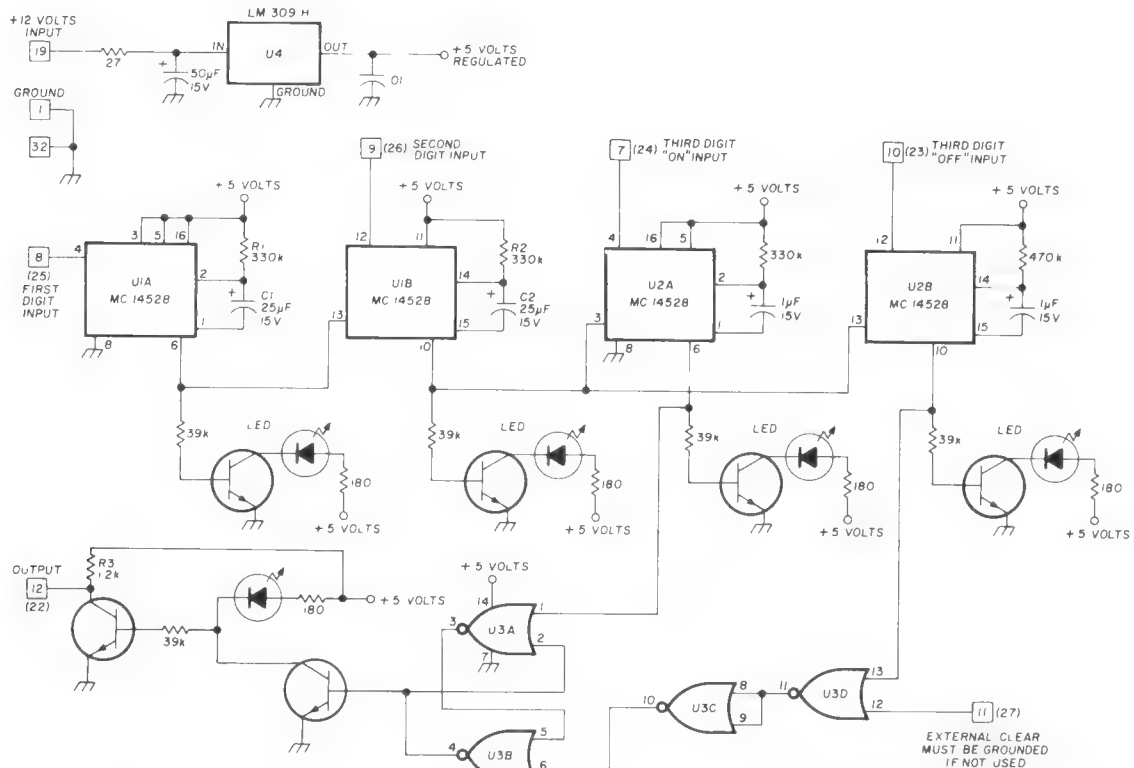 LM 309 H
+12 VOLTS
INPUT
19
27
IN
U4
OUT
+
50µF
15V
GROUND
01
+5 VOLTS
REGULATED
GROUND
1
32
9 (26) SECOND
DIGIT INPUT
7 (24) THIRD DIGIT
"ON" INPUT
10 (23) THIRD DIGIT
"OFF" INPUT
+ 5 VOLTS
+5 VOLTS
+ 5 VOLTS
+5 VOLTS
8
(25)
FIRST
DIGIT
INPUT
4
3
5
16
U1A
MC 14528
2
1
8
6
R1
330k
+
C1
25µF
15V
12
11
U1B
MC 14528
14
15
13
10
R2
330k
+
C2
25µF
15V
4
16
5
U2A
MC 14528
2
1
3
8
6
330k
+
1µF
15V
12
11
U2B
MC 14528
14
15
13
10
470k
+
1µF
15V
39k
LED
180
+ 5 VOLTS
39k
LED
180
+ 5 VOLTS
39k
LED
180
+ 5 VOLTS
39k
LED
180
+ 5 VOLTS
OUTPUT
12
(22)
R3
1.2k
39k
180
+ 5 VOLTS
+ 5 VOLTS
14
3
U3A
1
2
7
4
U3B
5
6
10
U3C
8
9
11
U3D
13
12
11 (27)
EXTERNAL CLEAR
MUST BE GROUNDED
IF NOT USED